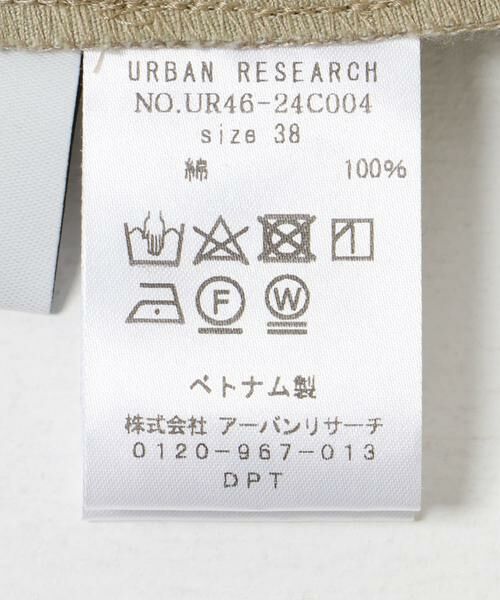 URBAN RESEARCH
NO.UR46-24C004
size 38
綿 100%
F W
ベトナム製
株式会社 アーバンリサーチ
0120-967-013
DPT